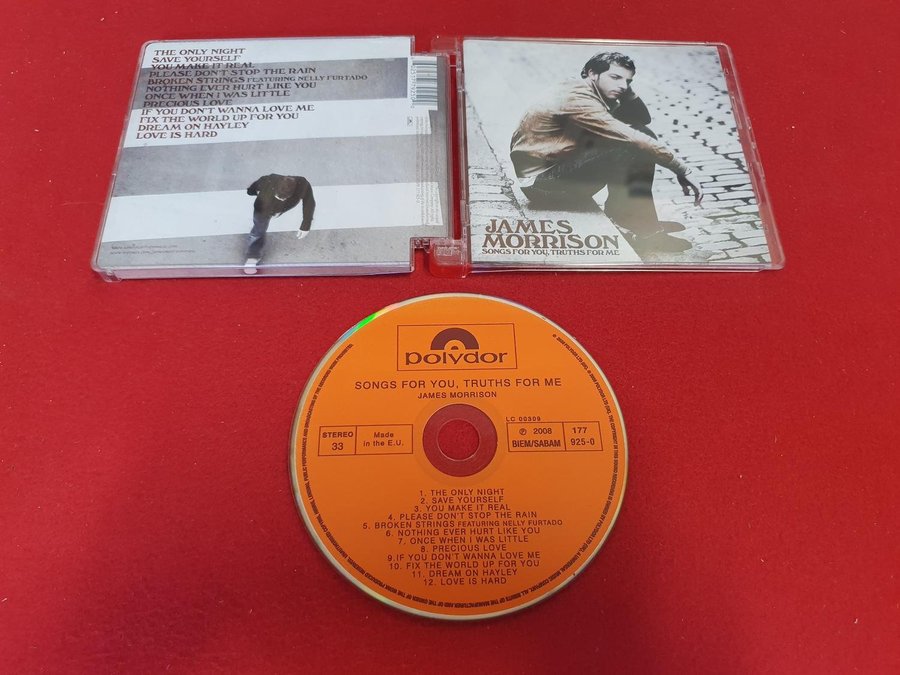 THE ONLY NIGHT
SAVE YOURSELF
YOU MAKE IT REAL
PLEASE DON'T STOP THE RAIN
BROKEN STRINGS FEATURING NELLY FURTADO
NOTHING EVER HURT LIKE YOU
ONCE WHEN I WAS LITTLE
PRECIOUS LOVE
IF YOU DON'T WANNA LOVE ME
FIX THE WORLD UP FOR YOU
DREAM ON HAYLEY
LOVE IS HARD
JAMES
MORRISON
SONGS FOR YOU, TRUTHS FOR ME
polydor
SONGS FOR YOU, TRUTHS FOR ME
JAMES MORRISON
LC 00309
STEREO
33
Made
in the E.U.
℗ 2008
BIEM/SABAM
177
925-0
1. THE ONLY NIGHT
2. SAVE YOURSELF
3. YOU MAKE IT REAL
4. PLEASE DON'T STOP THE RAIN
5. BROKEN STRINGS FEATURING NELLY FURTADO
6. NOTHING EVER HURT LIKE YOU
7. ONCE WHEN I WAS LITTLE
8. PRECIOUS LOVE
9. IF YOU DON'T WANNA LOVE ME
10. FIX THE WORLD UP FOR YOU
11. DREAM ON HAYLEY
12. LOVE IS HARD